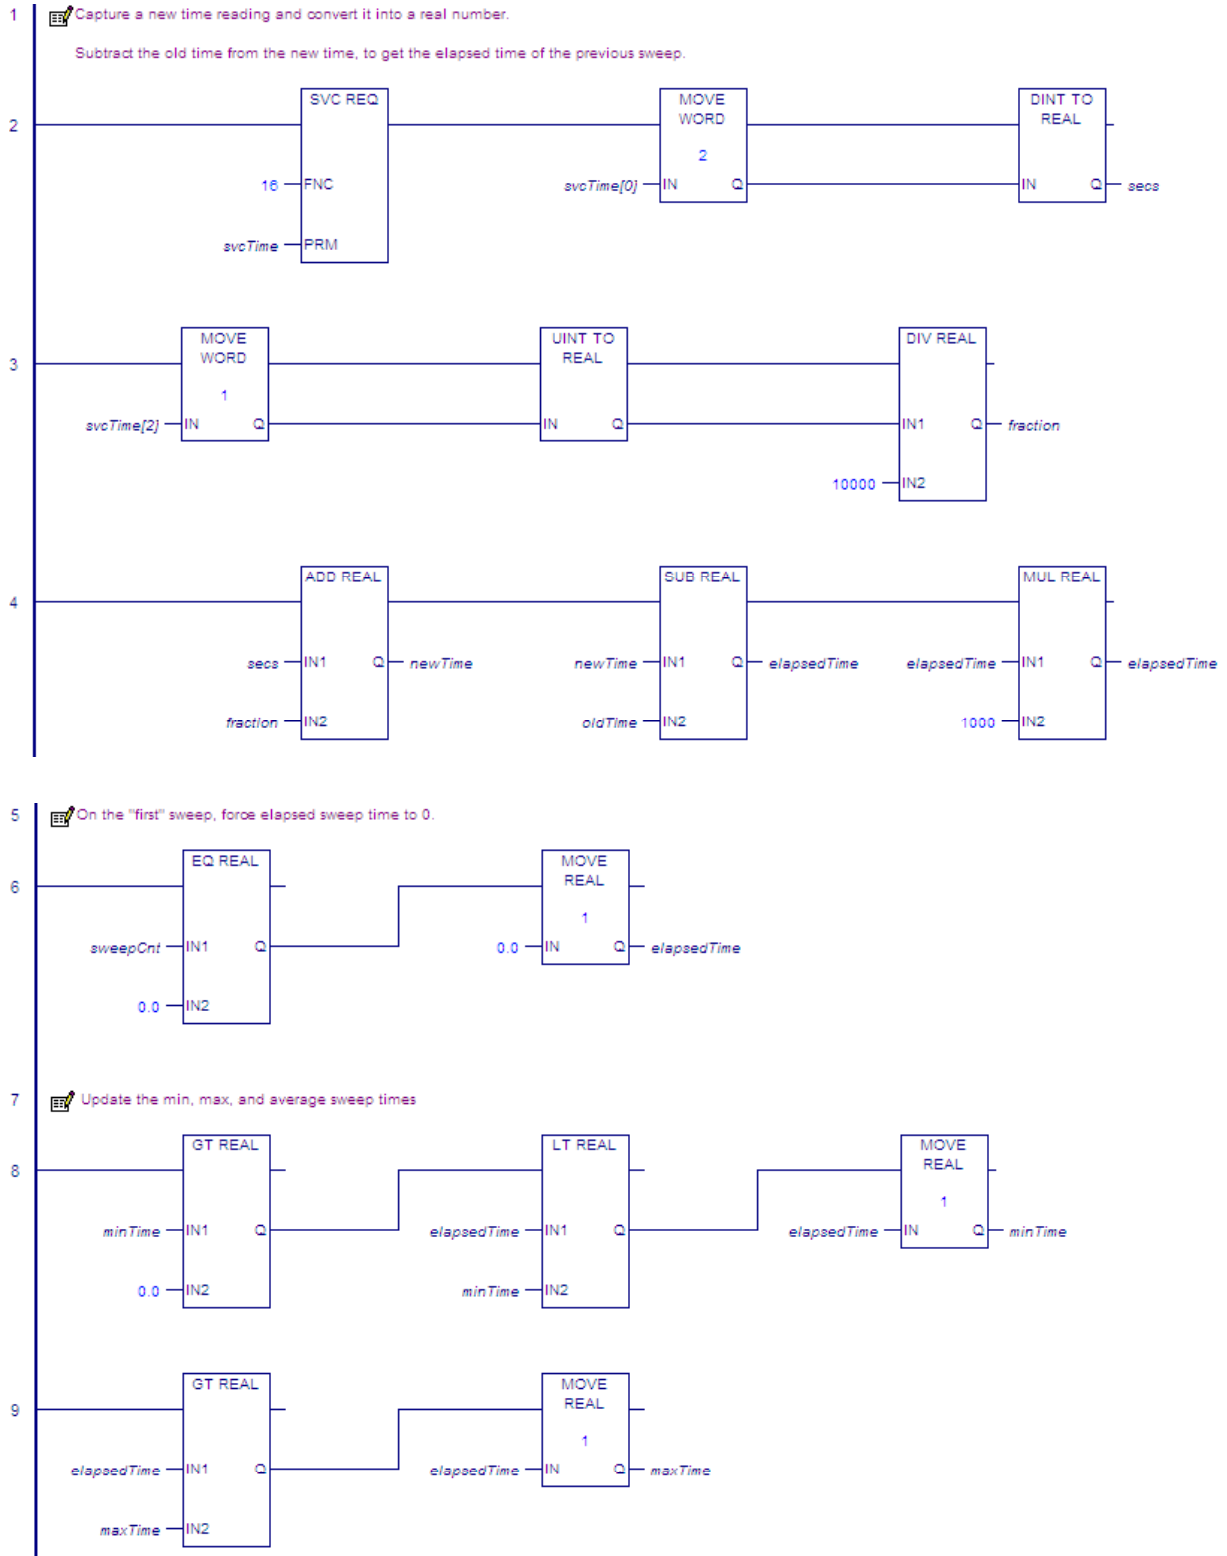 1 Capture a new time reading and convert it into a real number.
Subtract the old time from the new time, to get the elapsed time of the previous sweep.
SVC REQ MOVE DINT TO
2 WORD REAL
2
16 FNC svcTime[0] IN Q IN Q secs
svcTime PRM
MOVE UINT TO DIV REAL
3 WORD REAL
1
svcTime[2] IN Q IN Q IN1 Q fraction
10000 IN2
ADD REAL SUB REAL MUL REAL
4
secs IN1 Q newTime newTime IN1 Q elapsedTime elapsedTime IN1 Q elapsedTime
fraction IN2 oldTime IN2 1000 IN2
5 On the "first" sweep, force elapsed sweep time to 0.
EQ REAL MOVE
6 REAL
1
sweepCnt IN1 Q 0.0 IN Q elapsedTime
0.0 IN2
7 Update the min, max, and average sweep times
GT REAL LT REAL MOVE
8 REAL
1
minTime IN1 Q elapsedTime IN1 Q elapsedTime IN Q minTime
0.0 IN2 minTime IN2
GT REAL MOVE
9 REAL
1
elapsedTime IN1 Q elapsedTime IN Q maxTime
maxTime IN2